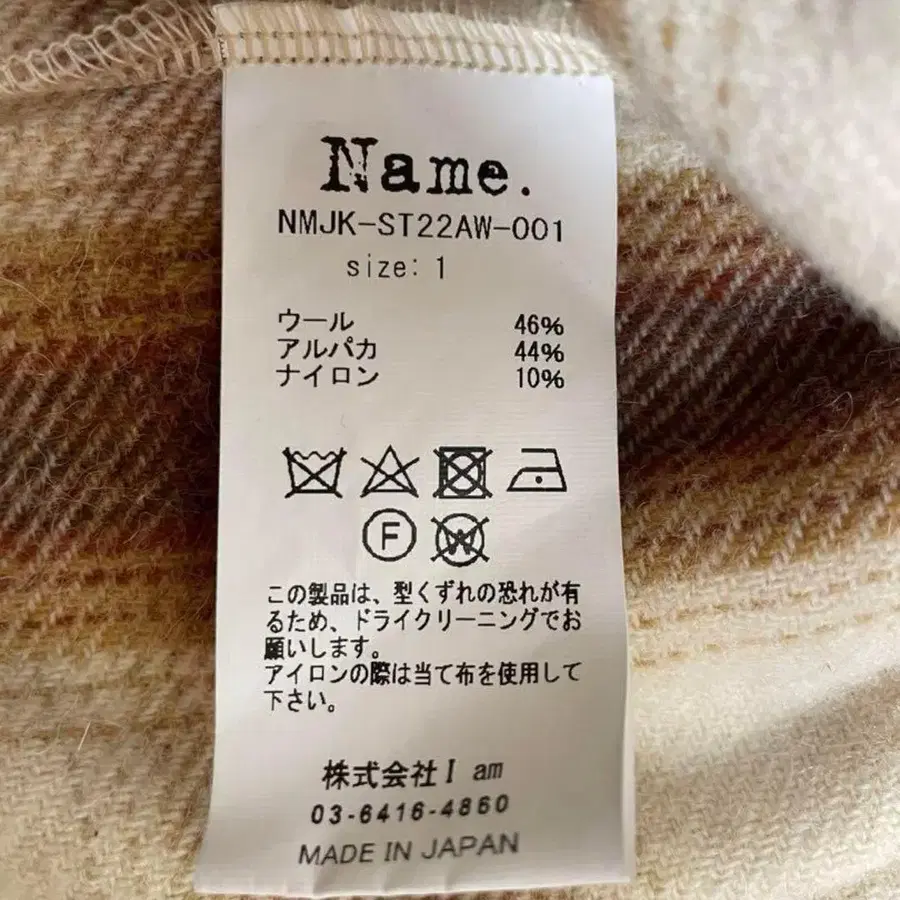 Name.
NMJK-ST22AW-001
size: 1
ウール 46%
アルパカ 44%
ナイロン 10%
F W
この製品は、型くずれの恐れが有
るため、ドライクリーニングでお
願いします。
アイロンの際は当て布を使用して
下さい。
株式会社I am
03-6416-4860
MADE IN JAPAN